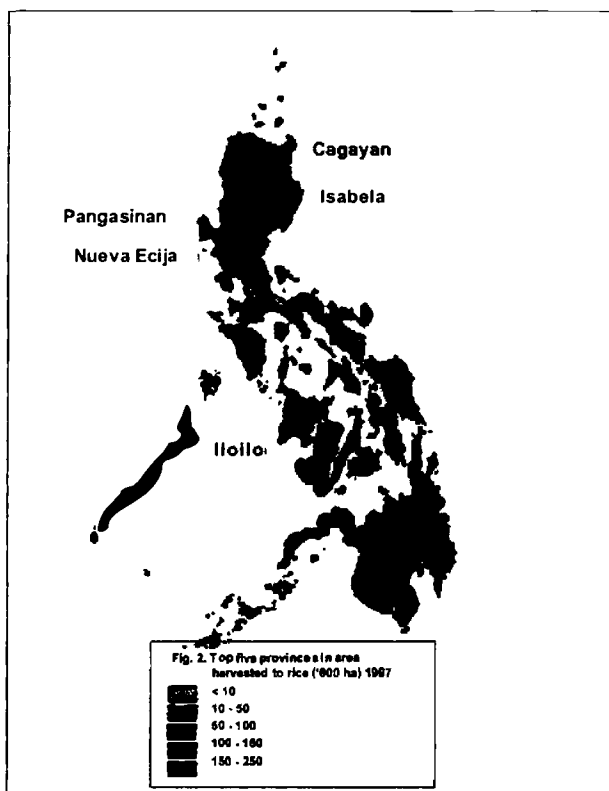 Cagayan
Isabela
Pangasinan
Nueva Ecija
Iloilo
Fig. 2. Top five provinces in area
harvested to rice ('000 ha) 1997
< 10
10 - 50
50 - 100
100 - 150
150 - 250